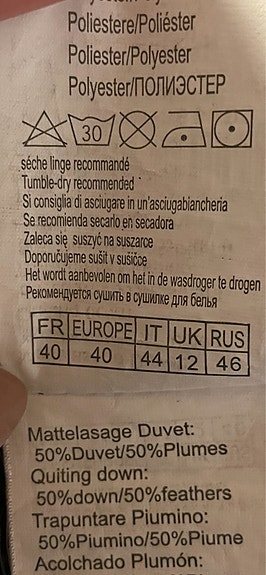 Poliestere/Poliéster
Poliester/Polyester
Polyester/ПОЛИЭСТЕР
30
séche linge recommandé
Tumble-dry recommended
Si consiglia di asciugare in un'asciugabiancheria
Se recomienda secarlo en secadora
Zaleca się suszyć na suszarce
Doporučujeme sušit v sušičce
Het wordt aanbevolen om het in de wasdroger te drogen
Рекомендуется сушить в сушилке для белья
FR EUROPE IT UK RUS
40 40 44 12 46
Mattelasage Duvet:
50%Duvet/50%Plumes
Quiting down:
50%down/50%feathers
Trapuntare Piumino:
50%Piumino/50%Piume
Acolchado Plumón: